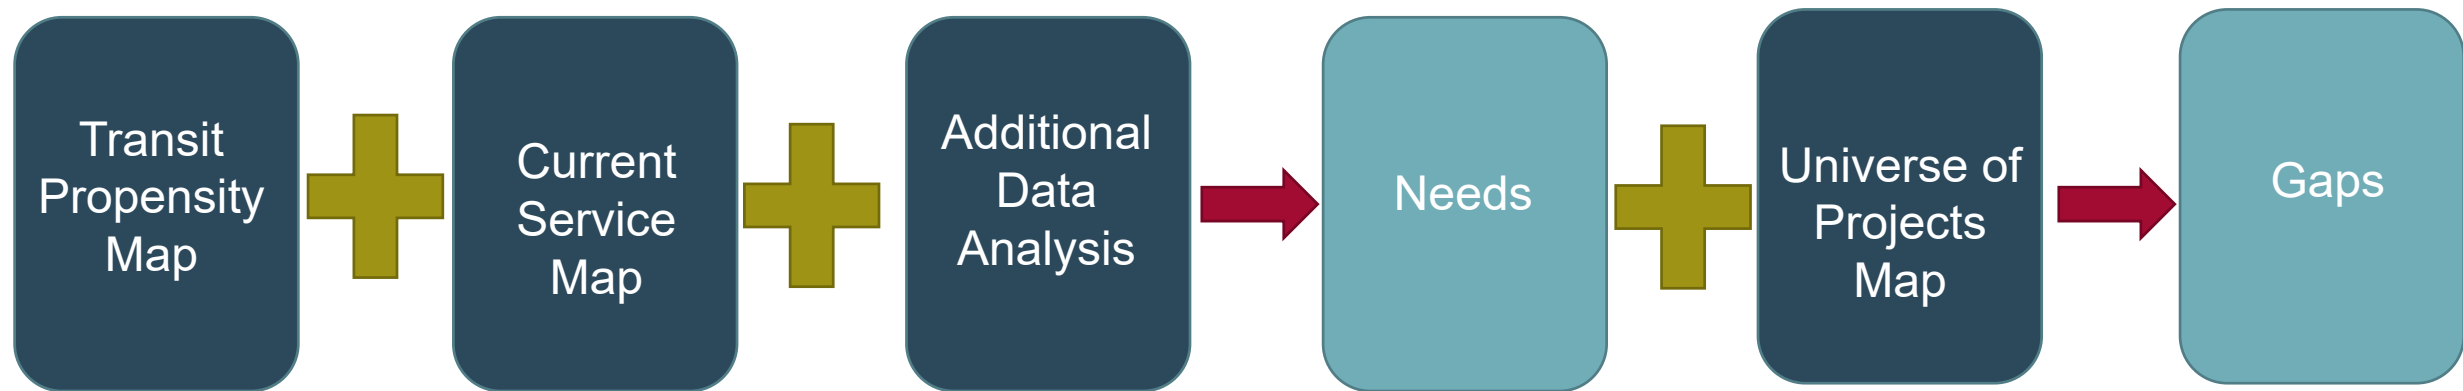 Transit
Propensity
Map
Current
Service
Map
Additional
Data
Analysis
Needs
Universe of
Projects
Map
Gaps